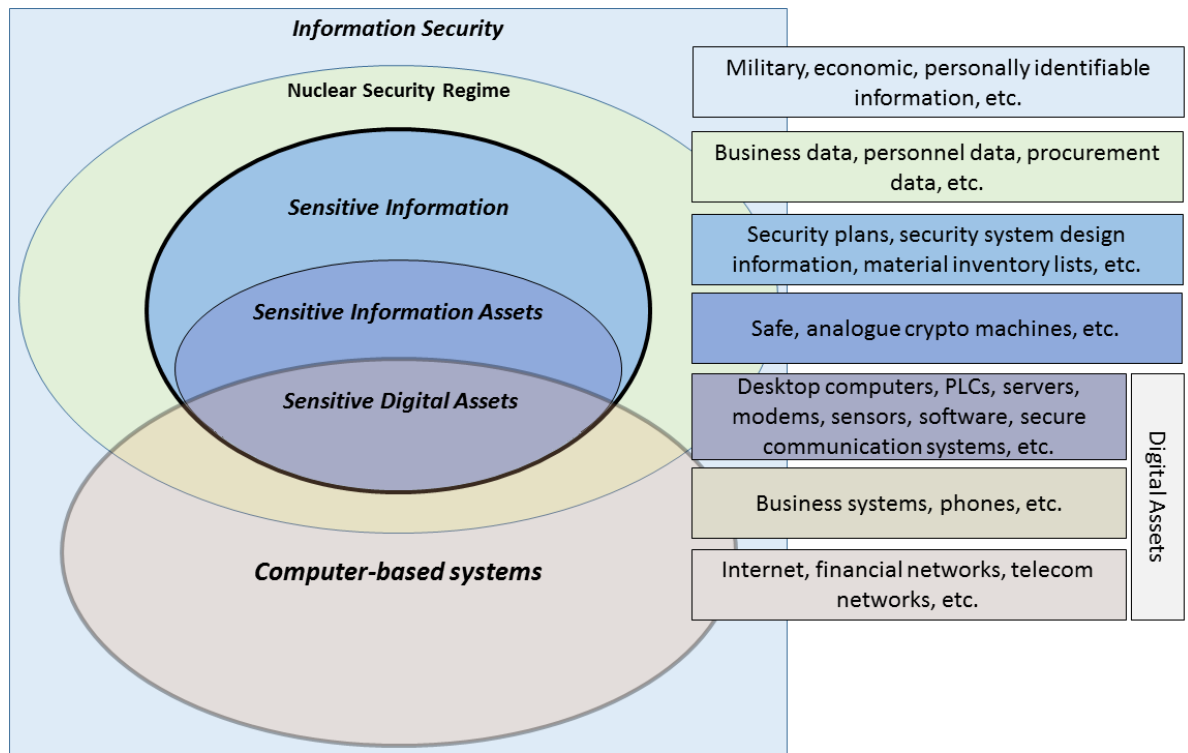 Information Security
Nuclear Security Regime
Sensitive Information
Sensitive Information Assets
Sensitive Digital Assets
Computer-based systems
Military, economic, personally identifiable
information, etc.
Business data, personnel data, procurement
data, etc.
Security plans, security system design
information, material inventory lists, etc.
Safe, analogue crypto machines, etc.
Desktop computers, PLCs, servers,
modems, sensors, software, secure
communication systems, etc.
Business systems, phones, etc.
Internet, financial networks, telecom
networks, etc.
Digital Assets